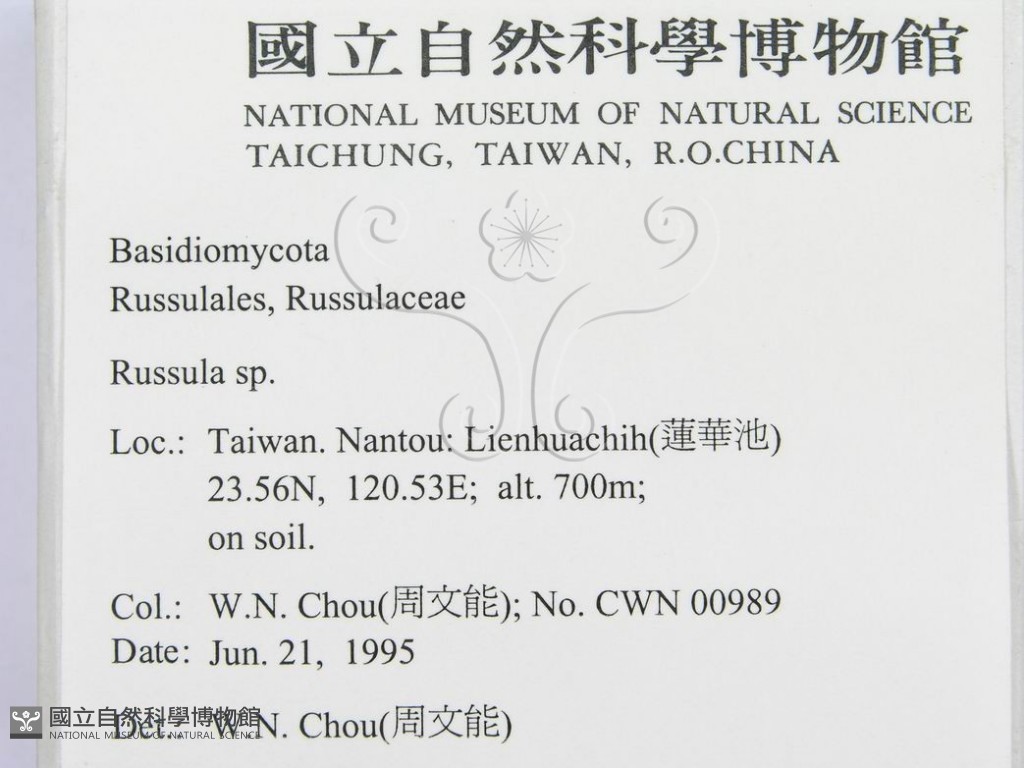 國立自然科學博物館
NATIONAL MUSEUM OF NATURAL SCIENCE
TAICHUNG, TAIWAN, R.O.CHINA
Basidiomycota
Russulales, Russulaceae
Russula sp.
Loc.: Taiwan. Nantou: Lienhuachih(蓮華池)
23.56N, 120.53E; alt. 700m;
on soil.
Col.: W.N. Chou(周文能); No. CWN 00989
Date: Jun. 21, 1995
Det.: W.N. Chou(周文能)
國立自然科學博物館
NATIONAL MUSEUM OF NATURAL SCIENCE